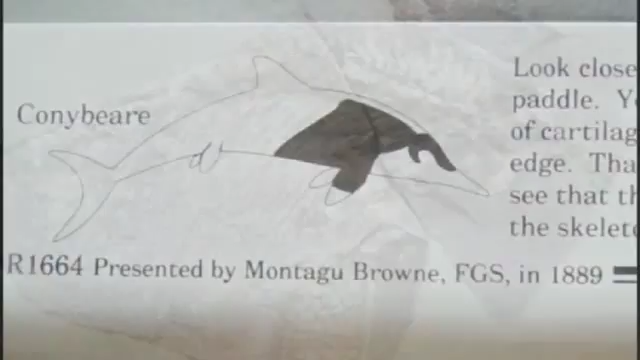 Conybeare
Look close
paddle. Y
of cartilag
edge. Tha
see that th
the skelet
R1664 Presented by Montagu Browne, FGS, in 1889